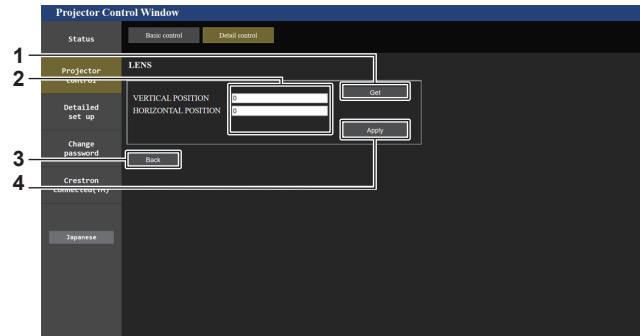 Projector Control Window
Status
Basic control
Detail control
1
2
LENS
Projector
control
Get
VERTICAL POSITION
0
HORIZONTAL POSITION
0
Detailed
set up
Apply
Change
password
3
Back
4
Crestron
Connected(TM)
Japanese